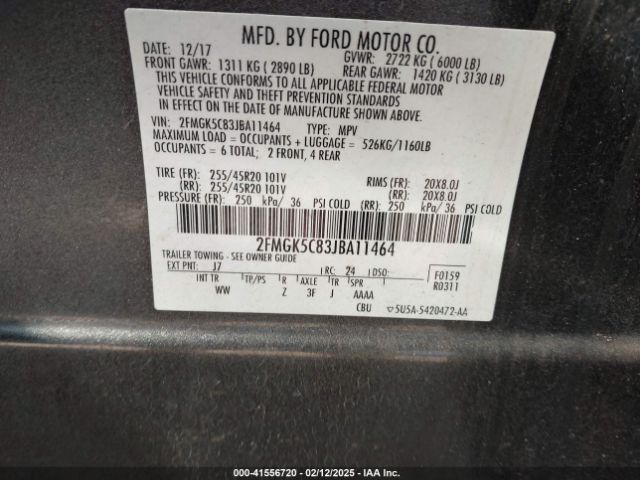 MFD. BY FORD MOTOR CO.
DATE: 12/17 GVWR: 2722 KG ( 6000 LB)
FRONT GAWR: 1311 KG ( 2890 LB) REAR GAWR: 1420 KG ( 3130 LB)
THIS VEHICLE CONFORMS TO ALL APPLICABLE FEDERAL MOTOR
VEHICLE SAFETY AND THEFT PREVENTION STANDARDS
IN EFFECT ON THE DATE OF MANUFACTURE SHOWN ABOVE.
VIN: 2FMGK5C83JBA11464 TYPE: MPV
MAXIMUM LOAD = OCCUPANTS + LUGGAGE = 526KG/1160LB
OCCUPANTS = 6 TOTAL; 2 FRONT, 4 REAR
TIRE (FR): 255/45R20 101V RIMS (FR): 20X8.0J
(RR): 255/45R20 101V (RR): 20X8.0J
PRESSURE (FR): 250 kPa/ 36 PSI COLD (RR): 250 kPa/ 36 PSI COLD
2FMGK5C83JBA11464
TRAILER TOWING - SEE OWNER GUIDE
EXT PNT: J7 RC: 24 DSO: F0159
INT TR TP/PS R AXLE TR SPR R0311
WW Z 3F J AAAA
CBU ▽5U5A-5420472-AA
000-41556720 - 02/12/2025 - IAA Inc.